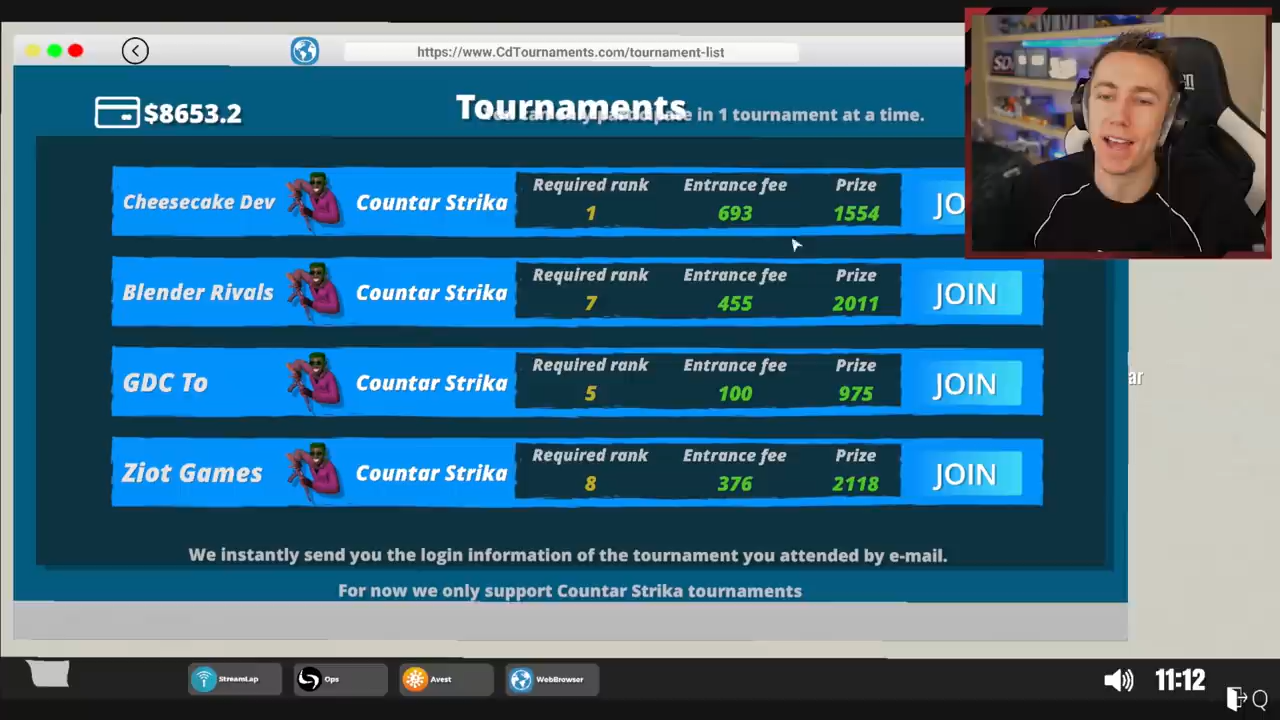 https://www.CdTournaments.com/tournament-list
$8653.2
Tournaments
in 1 tournament at a time.
Cheesecake Dev
Countar Strika
Required rank
1
Entrance fee
693
Prize
1554
JO
Blender Rivals
Countar Strika
Required rank
7
Entrance fee
455
Prize
2011
JOIN
GDC To
Countar Strika
Required rank
5
Entrance fee
100
Prize
975
JOIN
Ziot Games
Countar Strika
Required rank
8
Entrance fee
376
Prize
2118
JOIN
We instantly send you the login information of the tournament you attended by e-mail.
For now we only support Countar Strika tournaments
ar
StreamLap
Ops
Avest
WebBrowser
11:12
Q